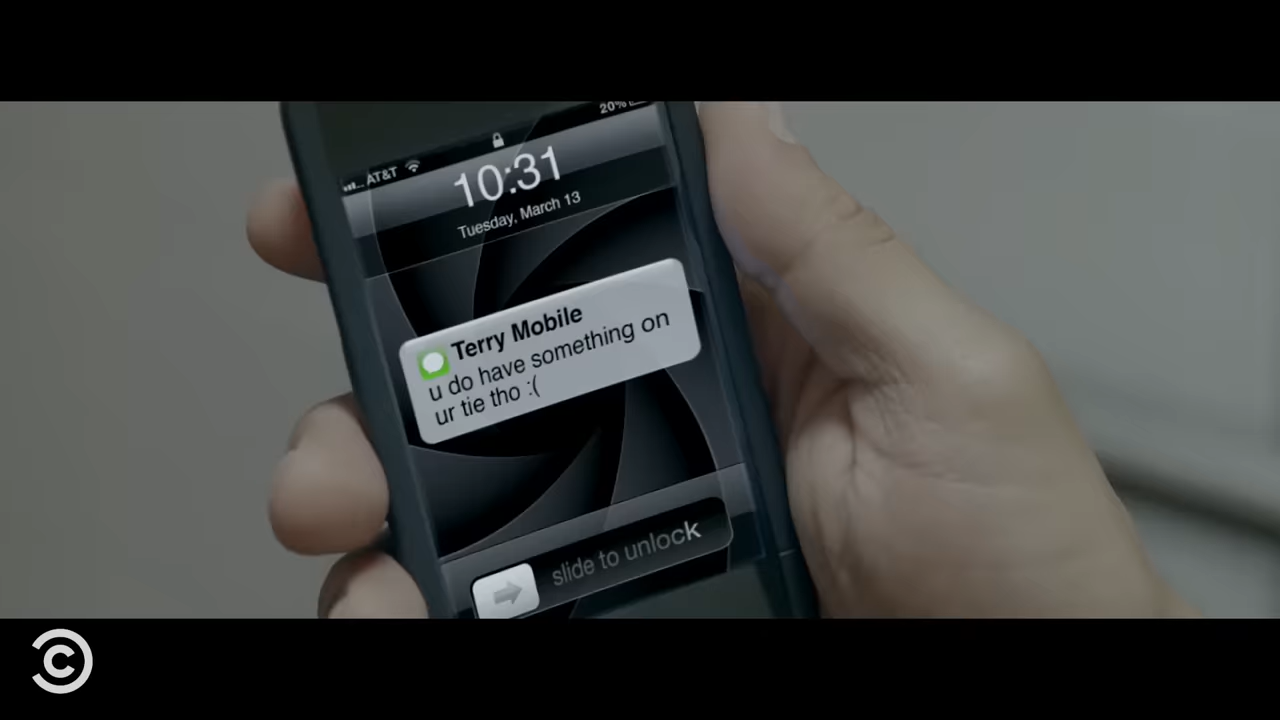 AT&T
20%
10:31
Tuesday, March 13
Terry Mobile
u do have something on
ur tie tho :(
slide to unlock